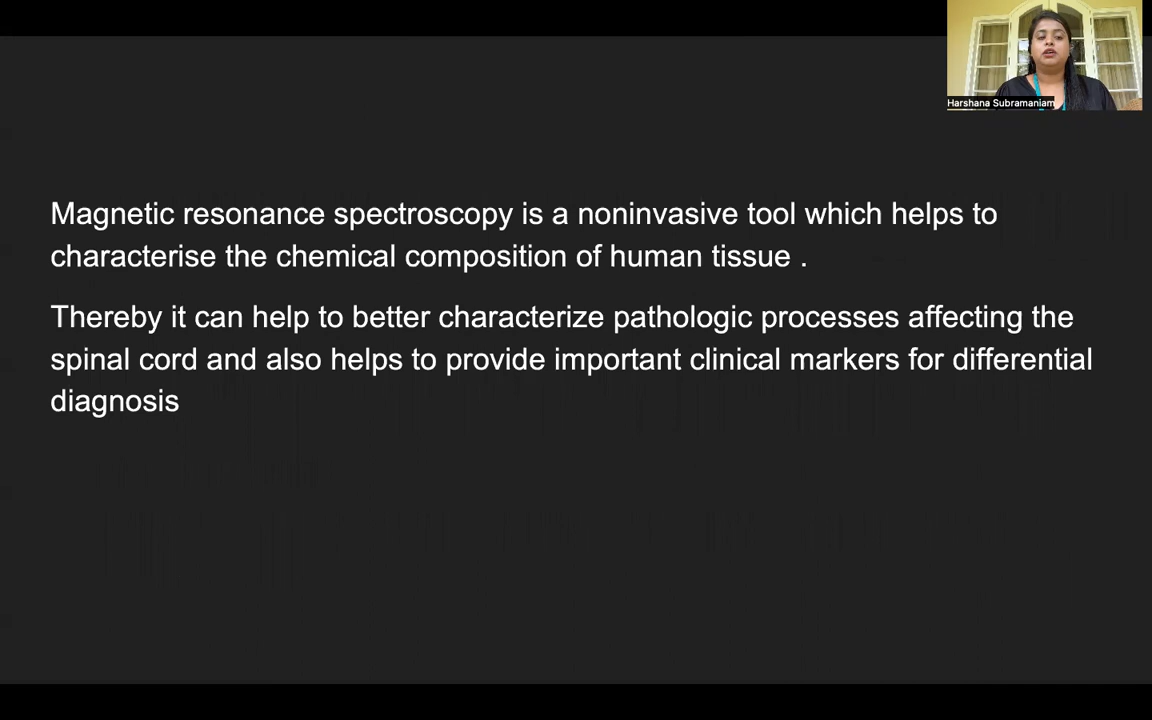 Harshana Subramaniam
Magnetic resonance spectroscopy is a noninvasive tool which helps to
characterise the chemical composition of human tissue .
Thereby it can help to better characterize pathologic processes affecting the
spinal cord and also helps to provide important clinical markers for differential
diagnosis